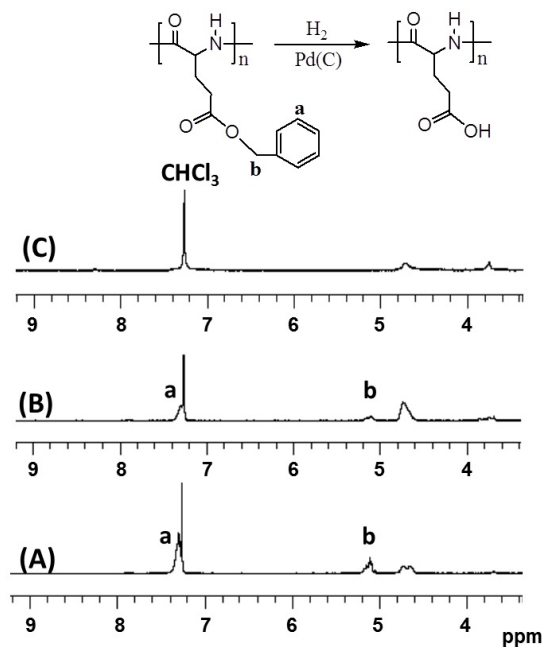 O H
N
n
H2
Pd(C)
O H
N
n
O
O
a
b
O
OH
CHCl3
(C)
9 8 7 6 5 4
a
b
(B)
9 8 7 6 5 4
a
b
(A)
9 8 7 6 5 4
ppm